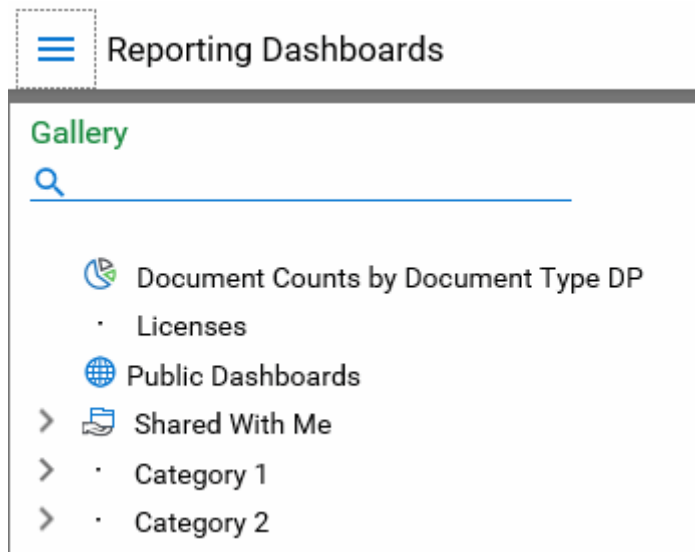 Reporting Dashboards
Gallery
Document Counts by Document Type DP
Licenses
Public Dashboards
Shared With Me
Category 1
Category 2